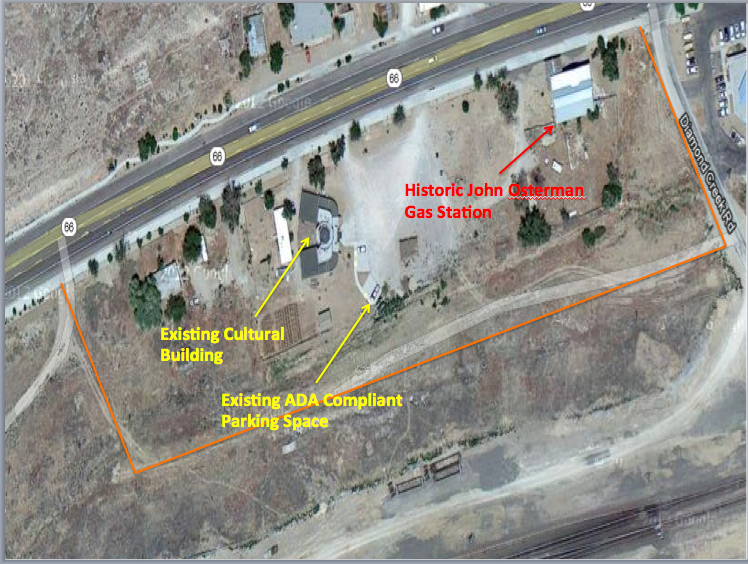 66
66
66
Diamond Creek Rd
Historic John Osterman
Gas Station
Existing Cultural
Building
Existing ADA Compliant
Parking Space